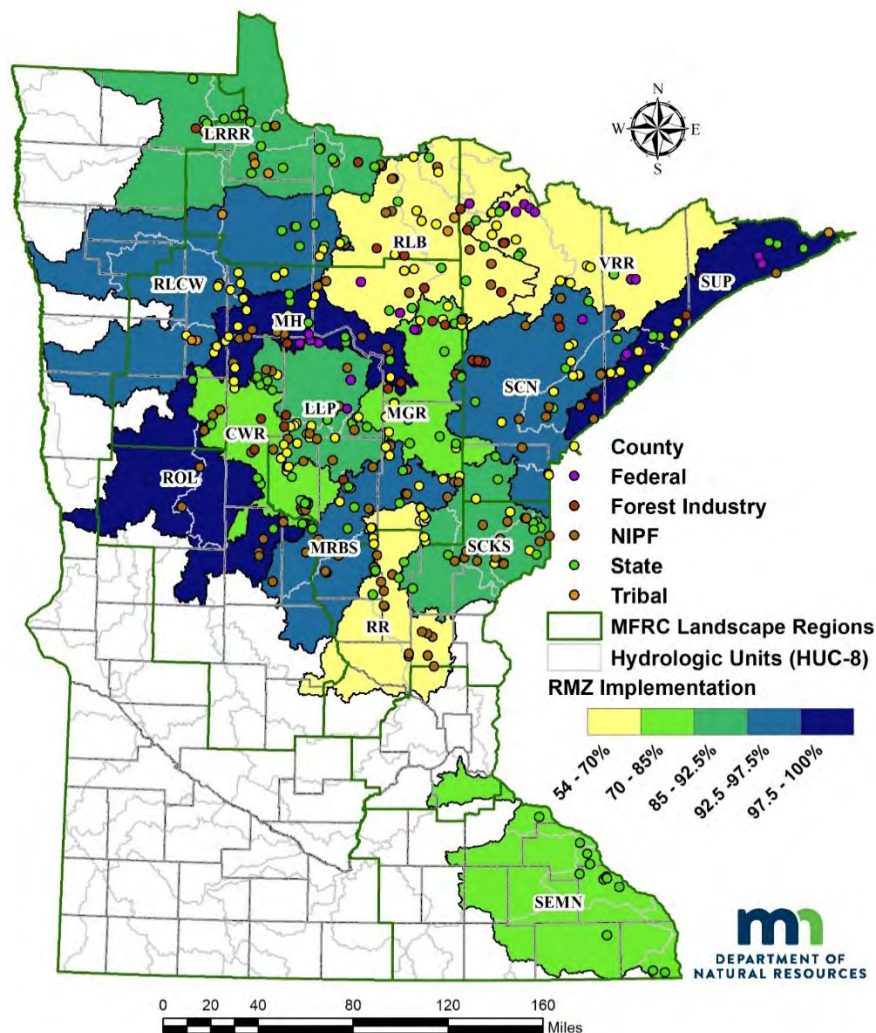 N
W E
S
LRRR
RLB
VRR
SUP
RLCW
MH
SCN
LLP
MGR
CWR
ROL
MRBS
SCKS
RR
SEMN
County
Federal
Forest Industry
NIPF
State
Tribal
MFRC Landscape Regions
Hydrologic Units (HUC-8)
RMZ Implementation
54 - 70%
70 - 85%
85 - 92.5%
92.5 -97.5%
97.5 - 100%
mn
DEPARTMENT OF
NATURAL RESOURCES
0 20 40 80 120 160
Miles